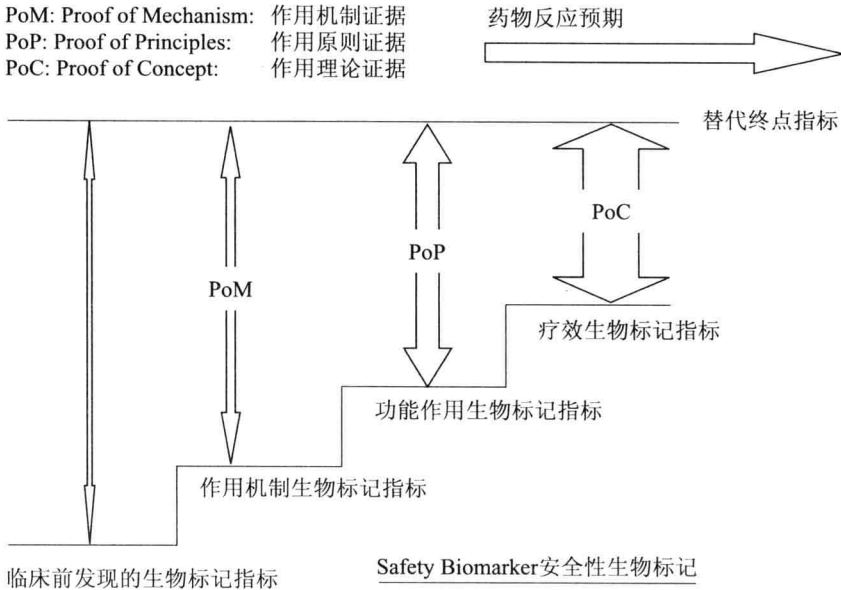 PoM: Proof of Mechanism: 作用机制证据
PoP: Proof of Principles: 作用原则证据
PoC: Proof of Concept: 作用理论证据
药物反应预期
替代终点指标
PoC
PoP
PoM
疗效生物标记指标
功能作用生物标记指标
作用机制生物标记指标
临床前发现的生物标记指标
Safety Biomarker安全性生物标记